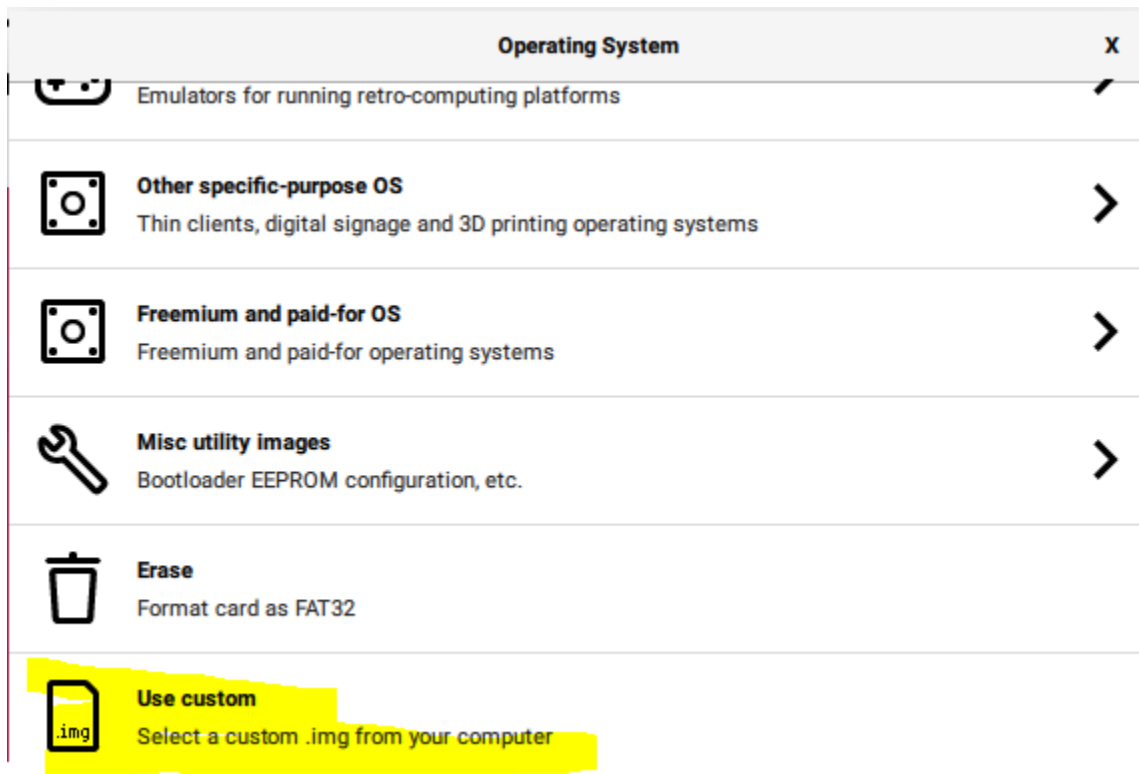 Operating System X
Emulators for running retro-computing platforms
Other specific-purpose OS
Thin clients, digital signage and 3D printing operating systems
Freemium and paid-for OS
Freemium and paid-for operating systems
Misc utility images
Bootloader EEPROM configuration, etc.
Erase
Format card as FAT32
Use custom
.img
Select a custom .img from your computer